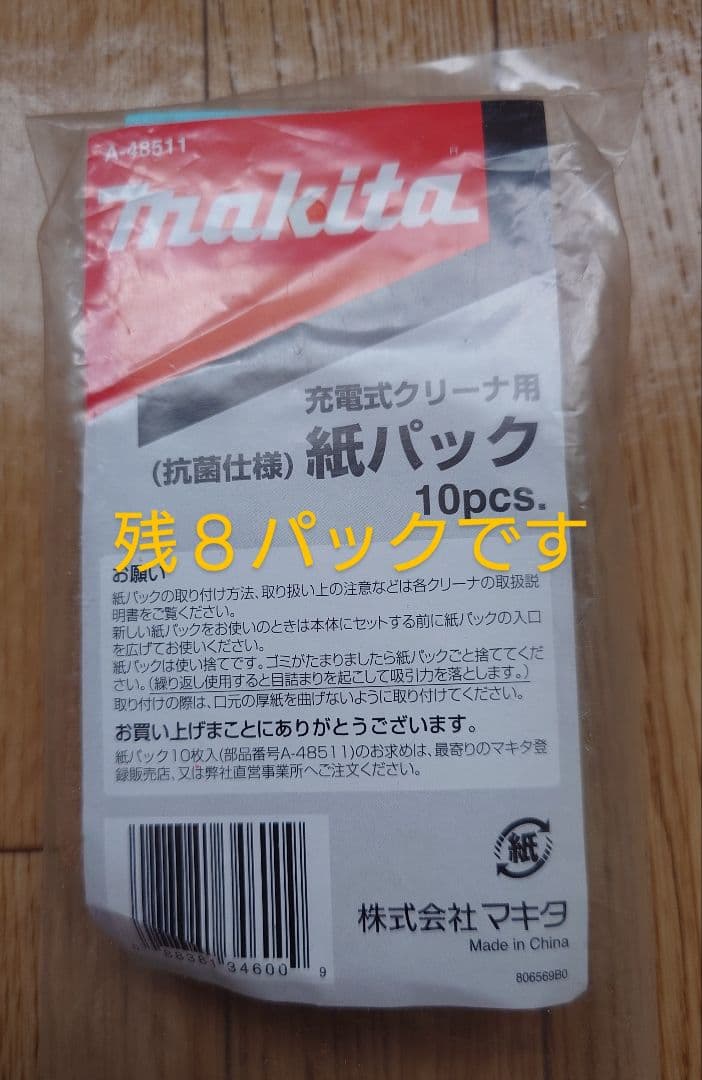 A-48511
makita
R
充電式クリーナ用
(抗菌仕様) 紙パック
10pcs.
残８パックです
お願い
紙パックの取り付け方法、取り扱い上の注意などは各クリーナの取扱説
明書をご覧ください。
新しい紙パックをお使いのときは本体にセットする前に紙パックの入口
を広げてお使いください。
紙パックは使い捨てです。ゴミがたまりましたら紙パックごと捨ててくだ
さい。(繰り返し使用すると目詰まりを起こして吸引力を落とします。)
取り付けの際は、口元の厚紙を曲げないように取り付けてください。
お買い上げまことにありがとうございます。
紙パック10枚入(部品番号A-48511)のお求めは、最寄りのマキタ登
録販売店、又は弊社直営事業所へご注文ください。
紙
株式会社 マキタ
Made in China
806569B0
88381 34600 9